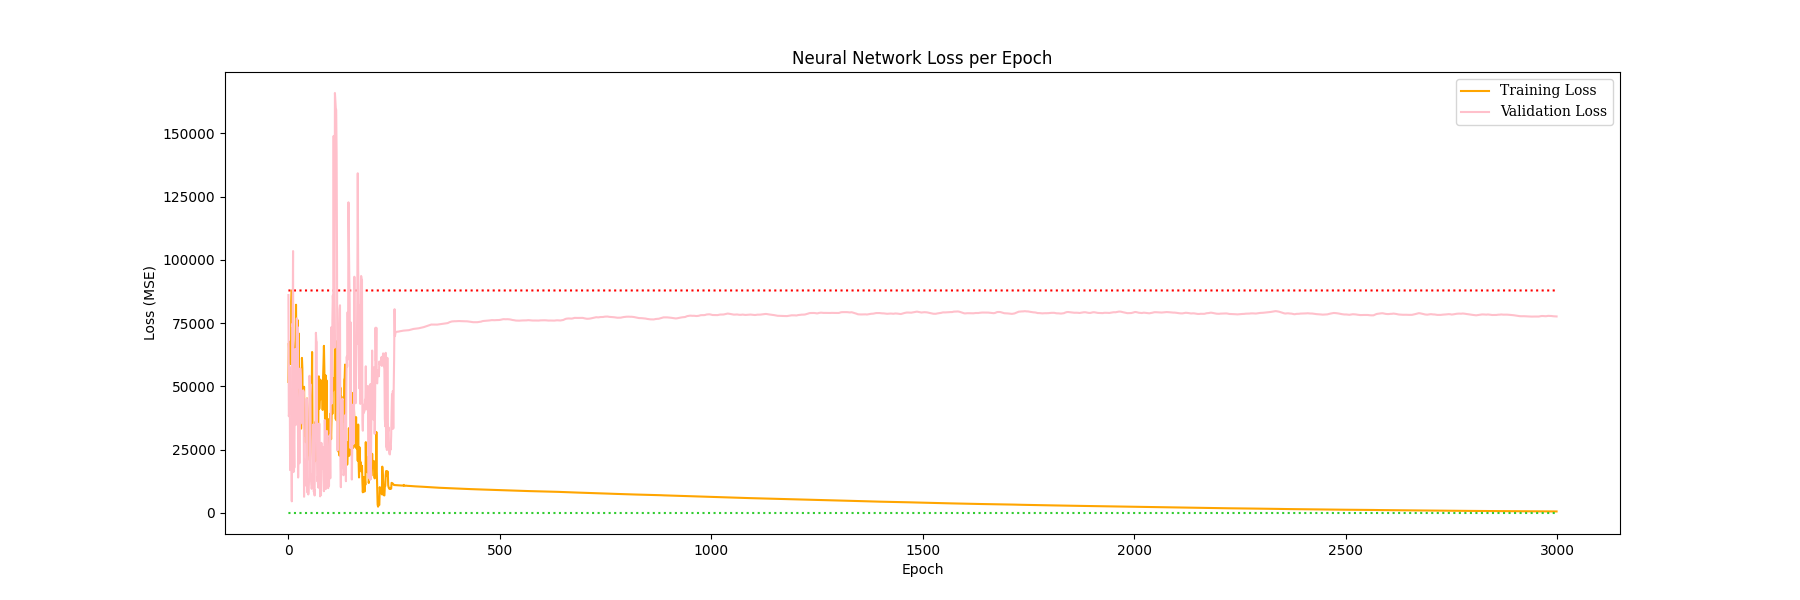 Neural Network Loss per Epoch
Training Loss
Validation Loss
150000
125000
100000
75000
50000
25000
0
Loss (MSE)
0 500 1000 1500 2000 2500 3000
Epoch